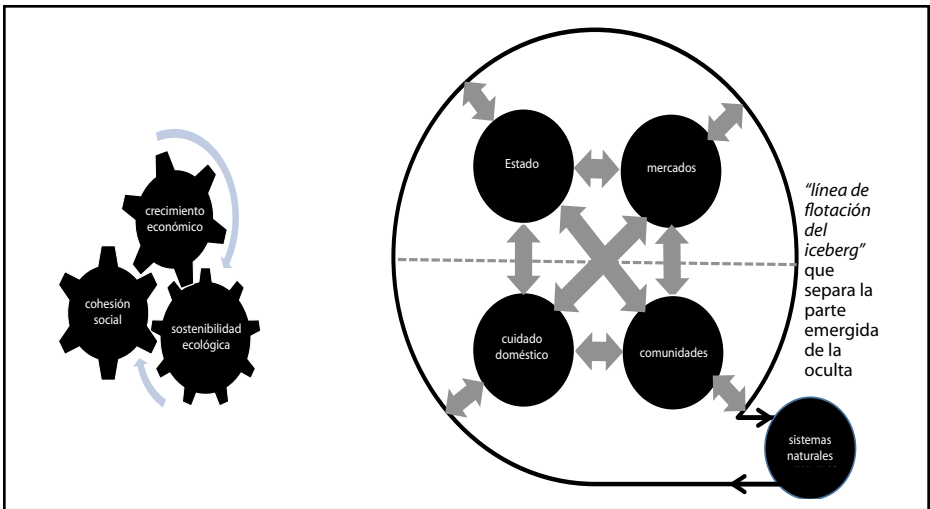 crecimiento
económico
cohesión
social
sostenibilidad
ecológica
Estado
mercados
cuidado
doméstico
comunidades
“línea de
flotación
del
iceberg”
que
separa la
parte
emergida
de la
oculta
sistemas
naturales